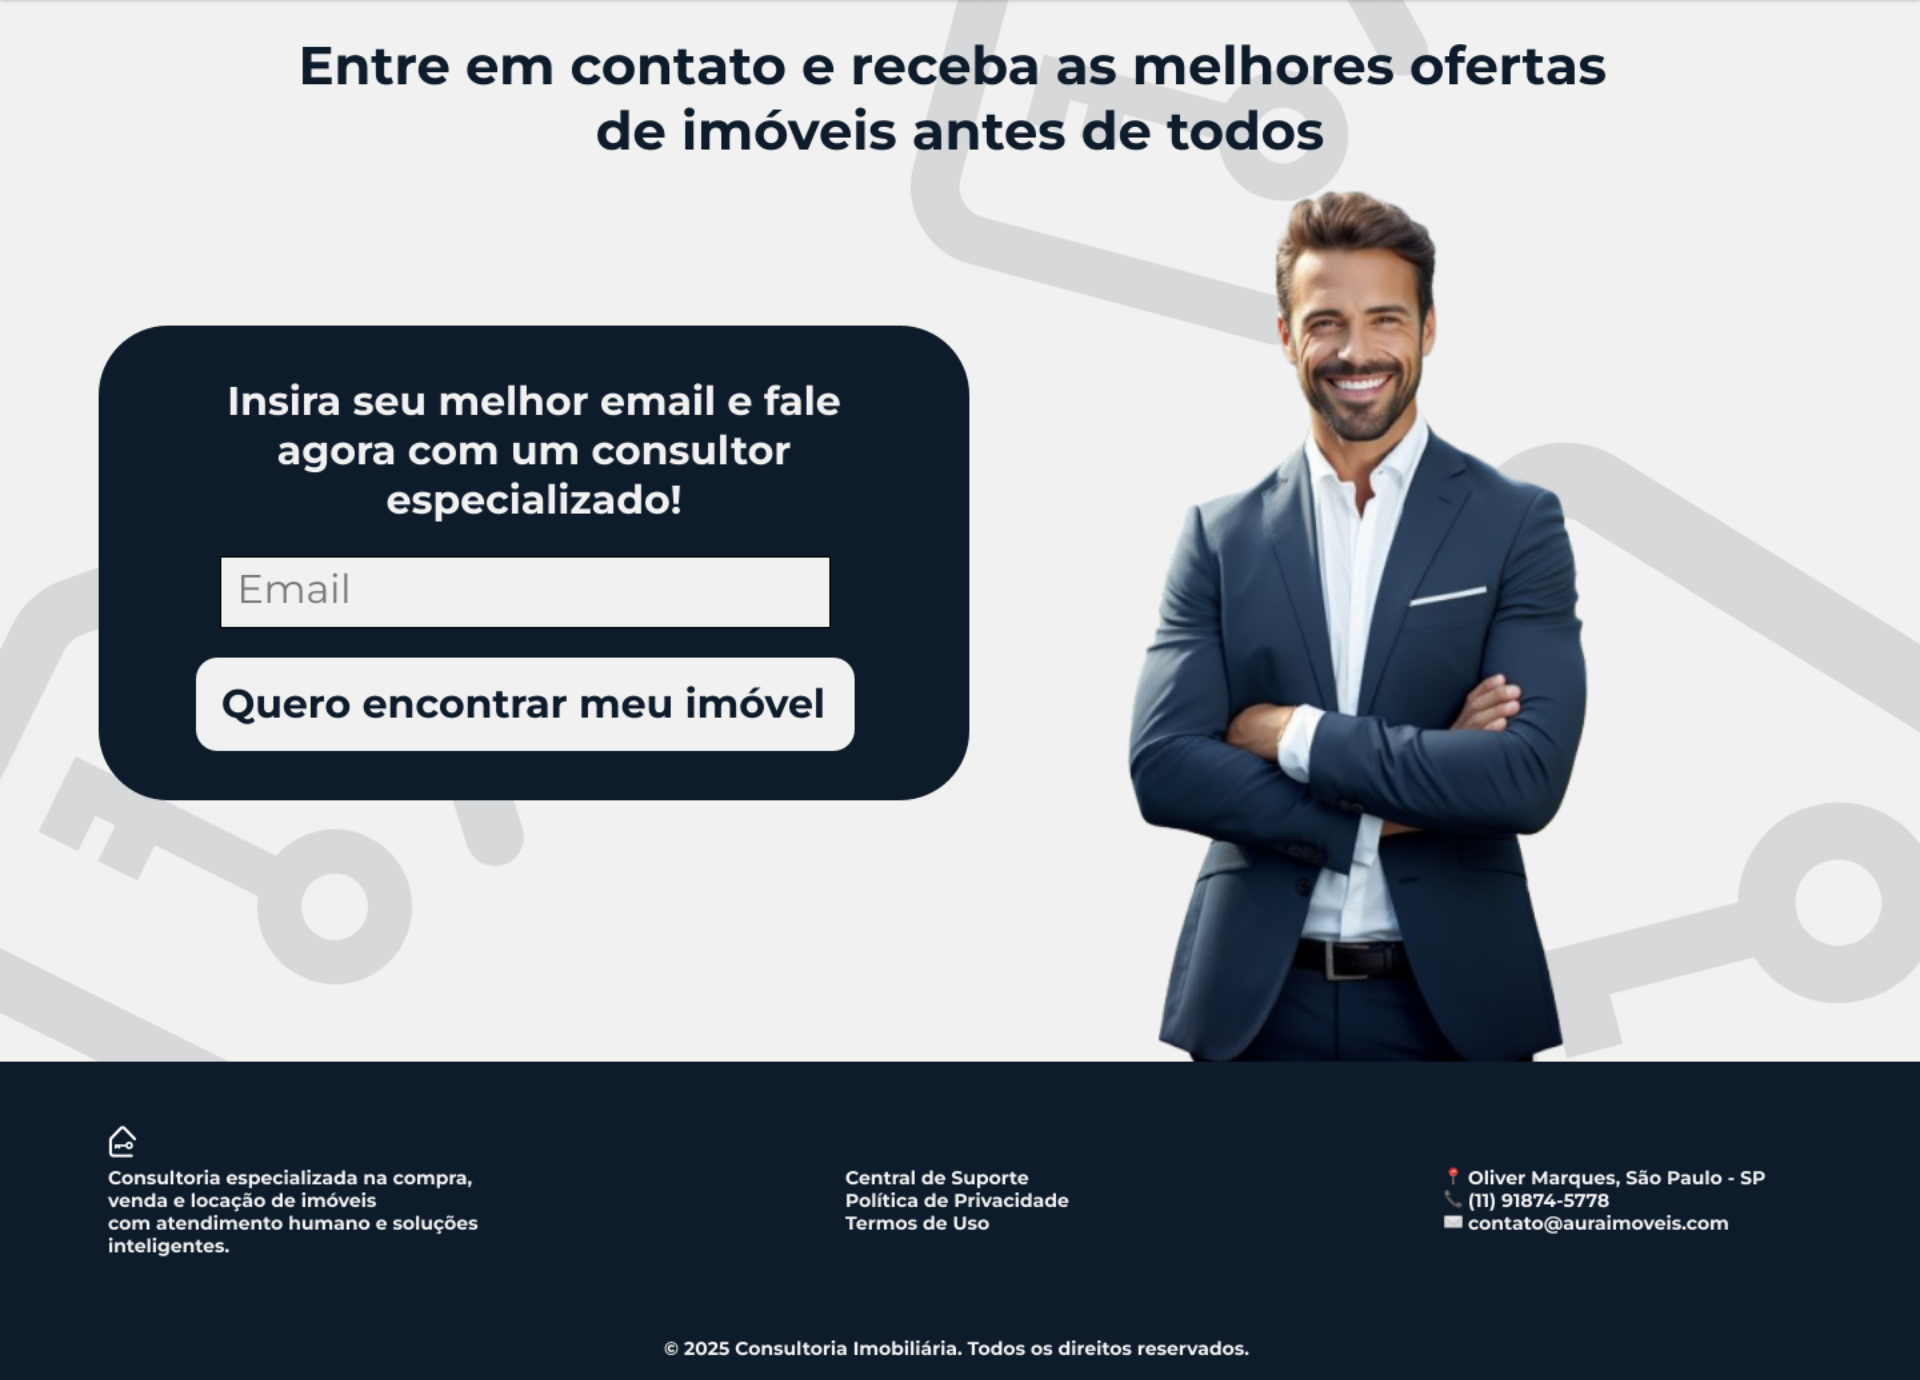 Entre em contato e receba as melhores ofertas
de imóveis antes de todos
Insira seu melhor email e fale
agora com um consultor
especializado!
Email
Quero encontrar meu imóvel
Consultoria especializada na compra,
venda e locação de imóveis
com atendimento humano e soluções
inteligentes.
Central de Suporte
Política de Privacidade
Termos de Uso
📍 Oliver Marques, São Paulo - SP
📞 (11) 91874-5778
✉️ contato@auraimoveis.com
© 2025 Consultoria Imobiliária. Todos os direitos reservados.